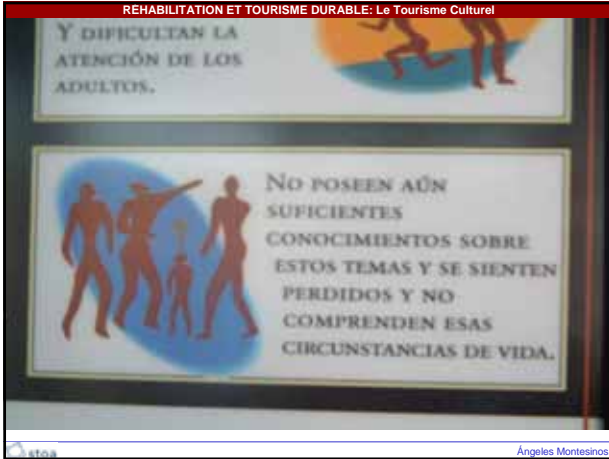 REHABILITATION ET TOURISME DURABLE: Le Tourisme Culturel
Y DIFICULTAN LA
ATENCIÓN DE LOS
ADULTOS.
NO POSEEN AÚN
SUFICIENTES
CONOCIMIENTOS SOBRE
ESTOS TEMAS Y SE SIENTEN
PERDIDOS Y NO
COMPRENDEN ESAS
CIRCUNSTANCIAS DE VIDA.
stoa
Ángeles Montesinos